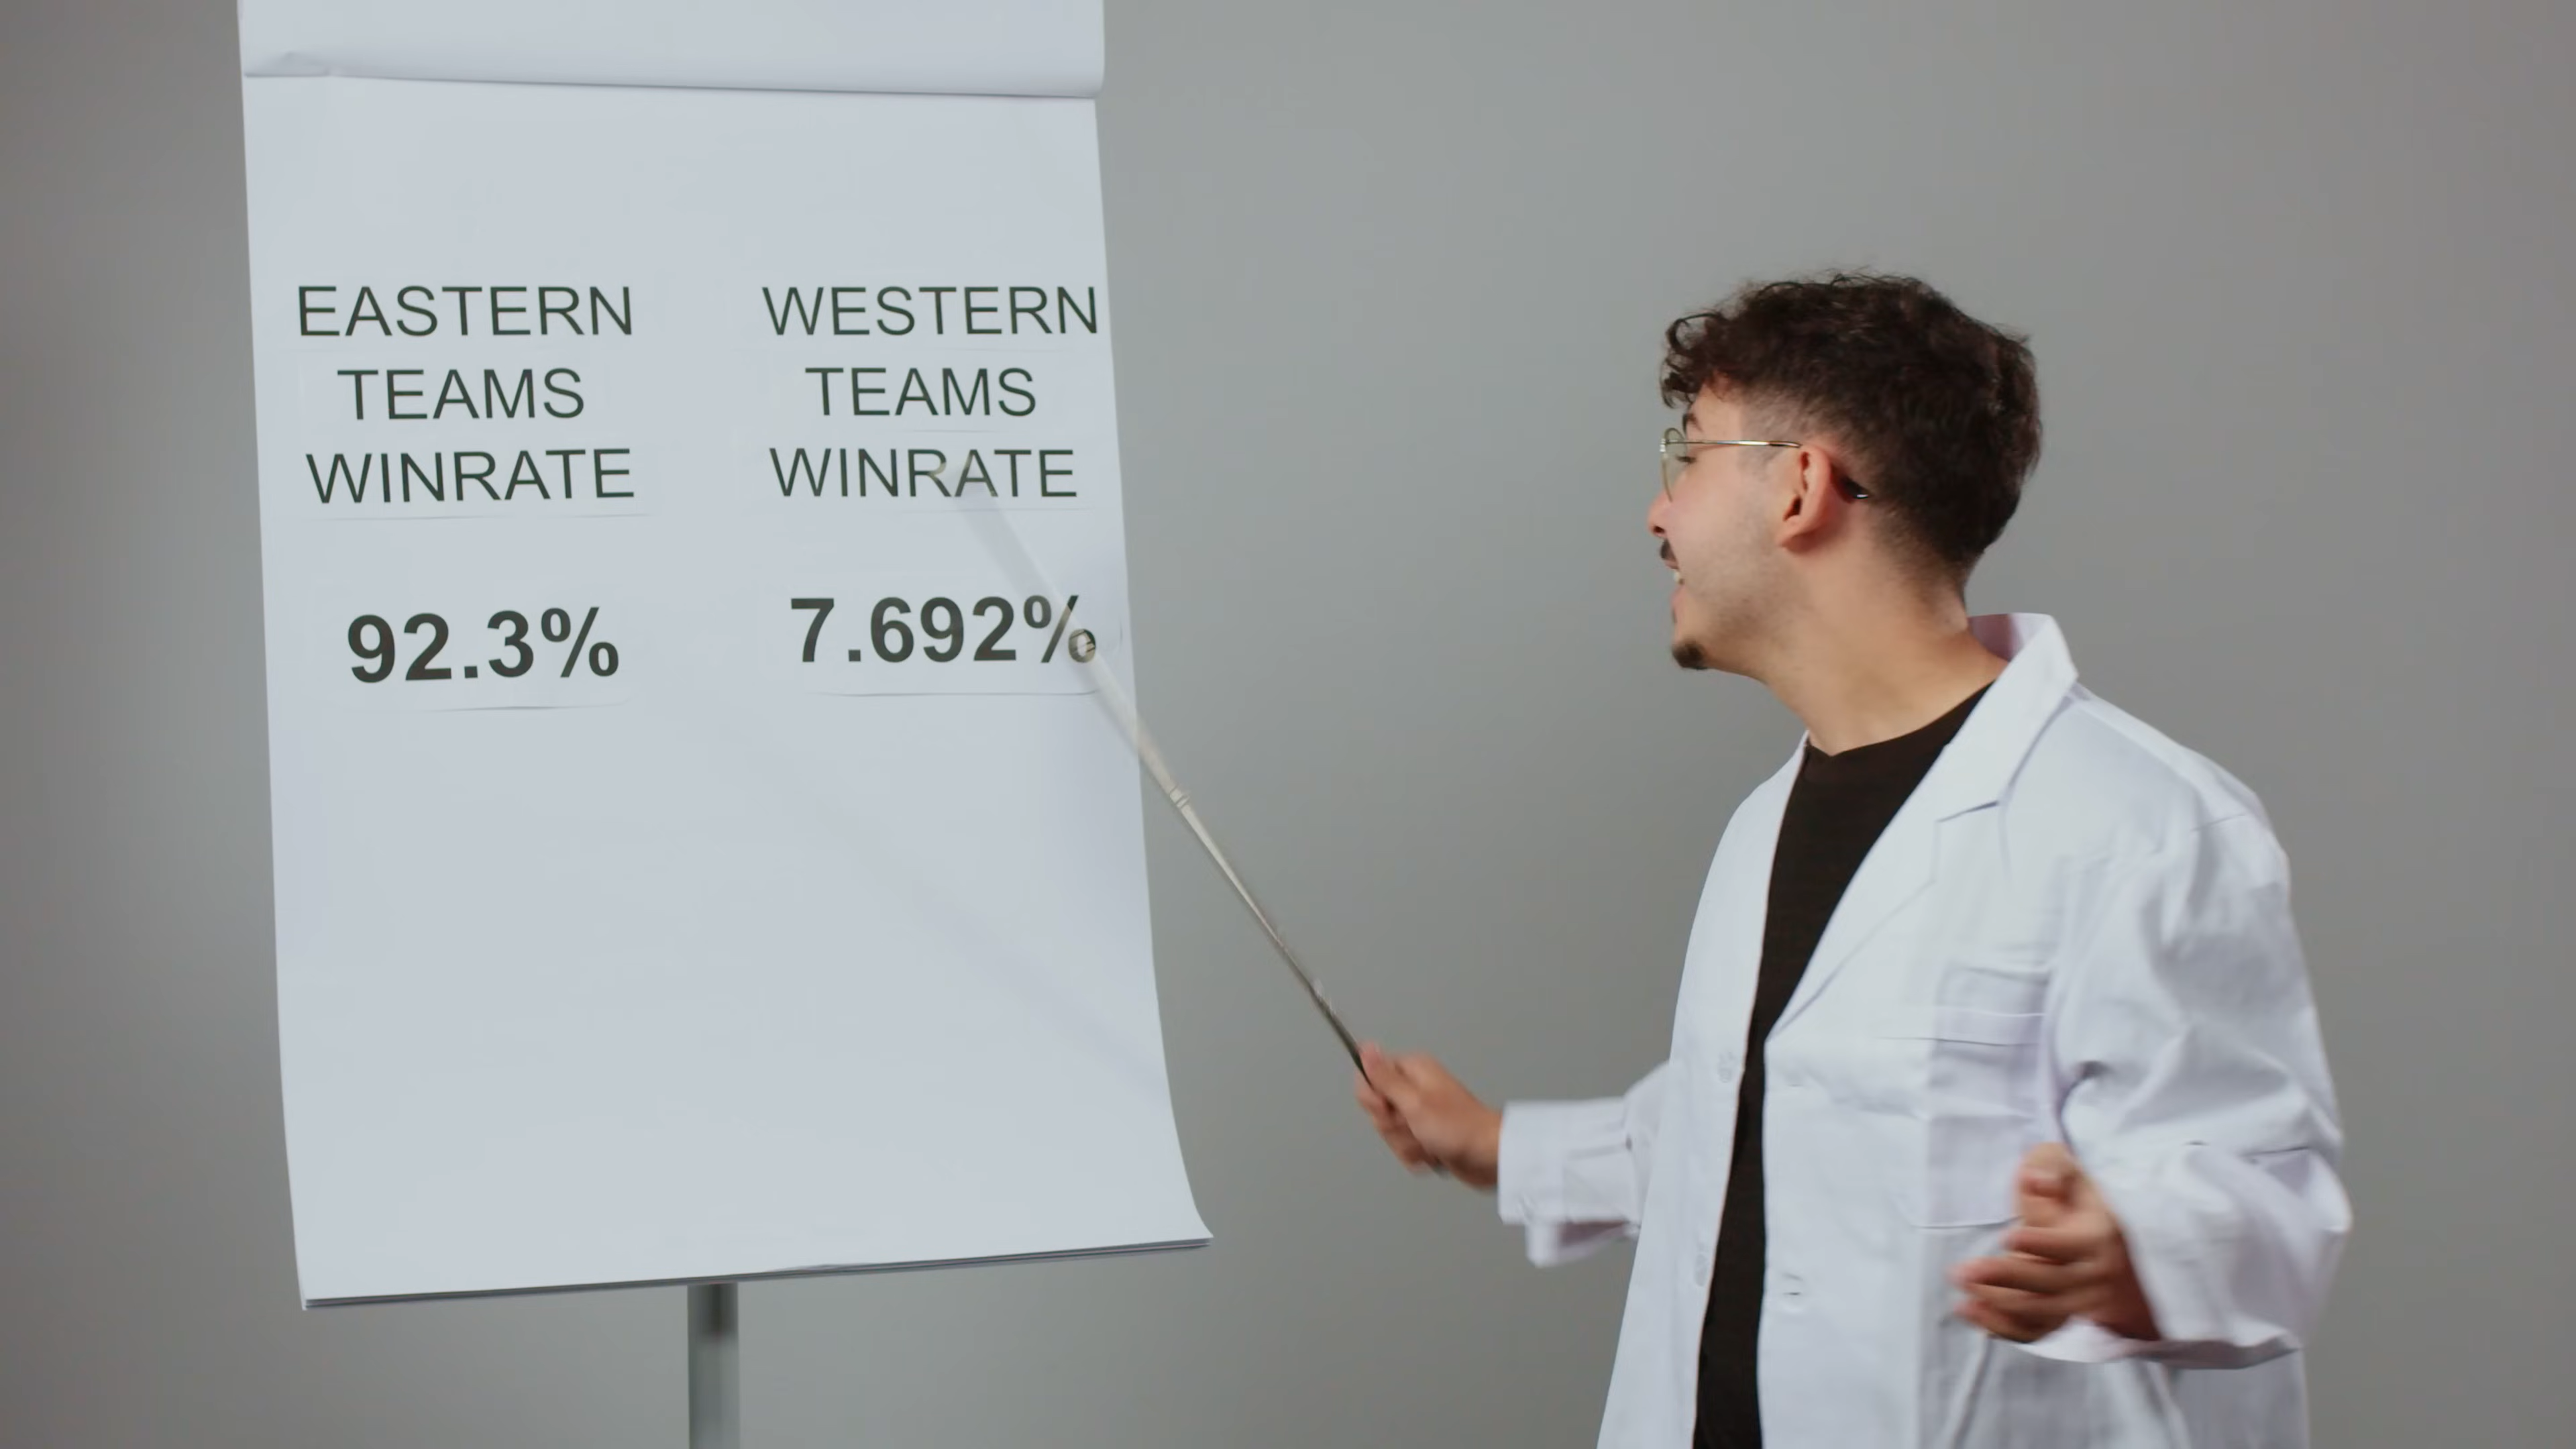 EASTERN
TEAMS
WINRATE
92.3%
WESTERN
TEAMS
WINRATE
7.692%